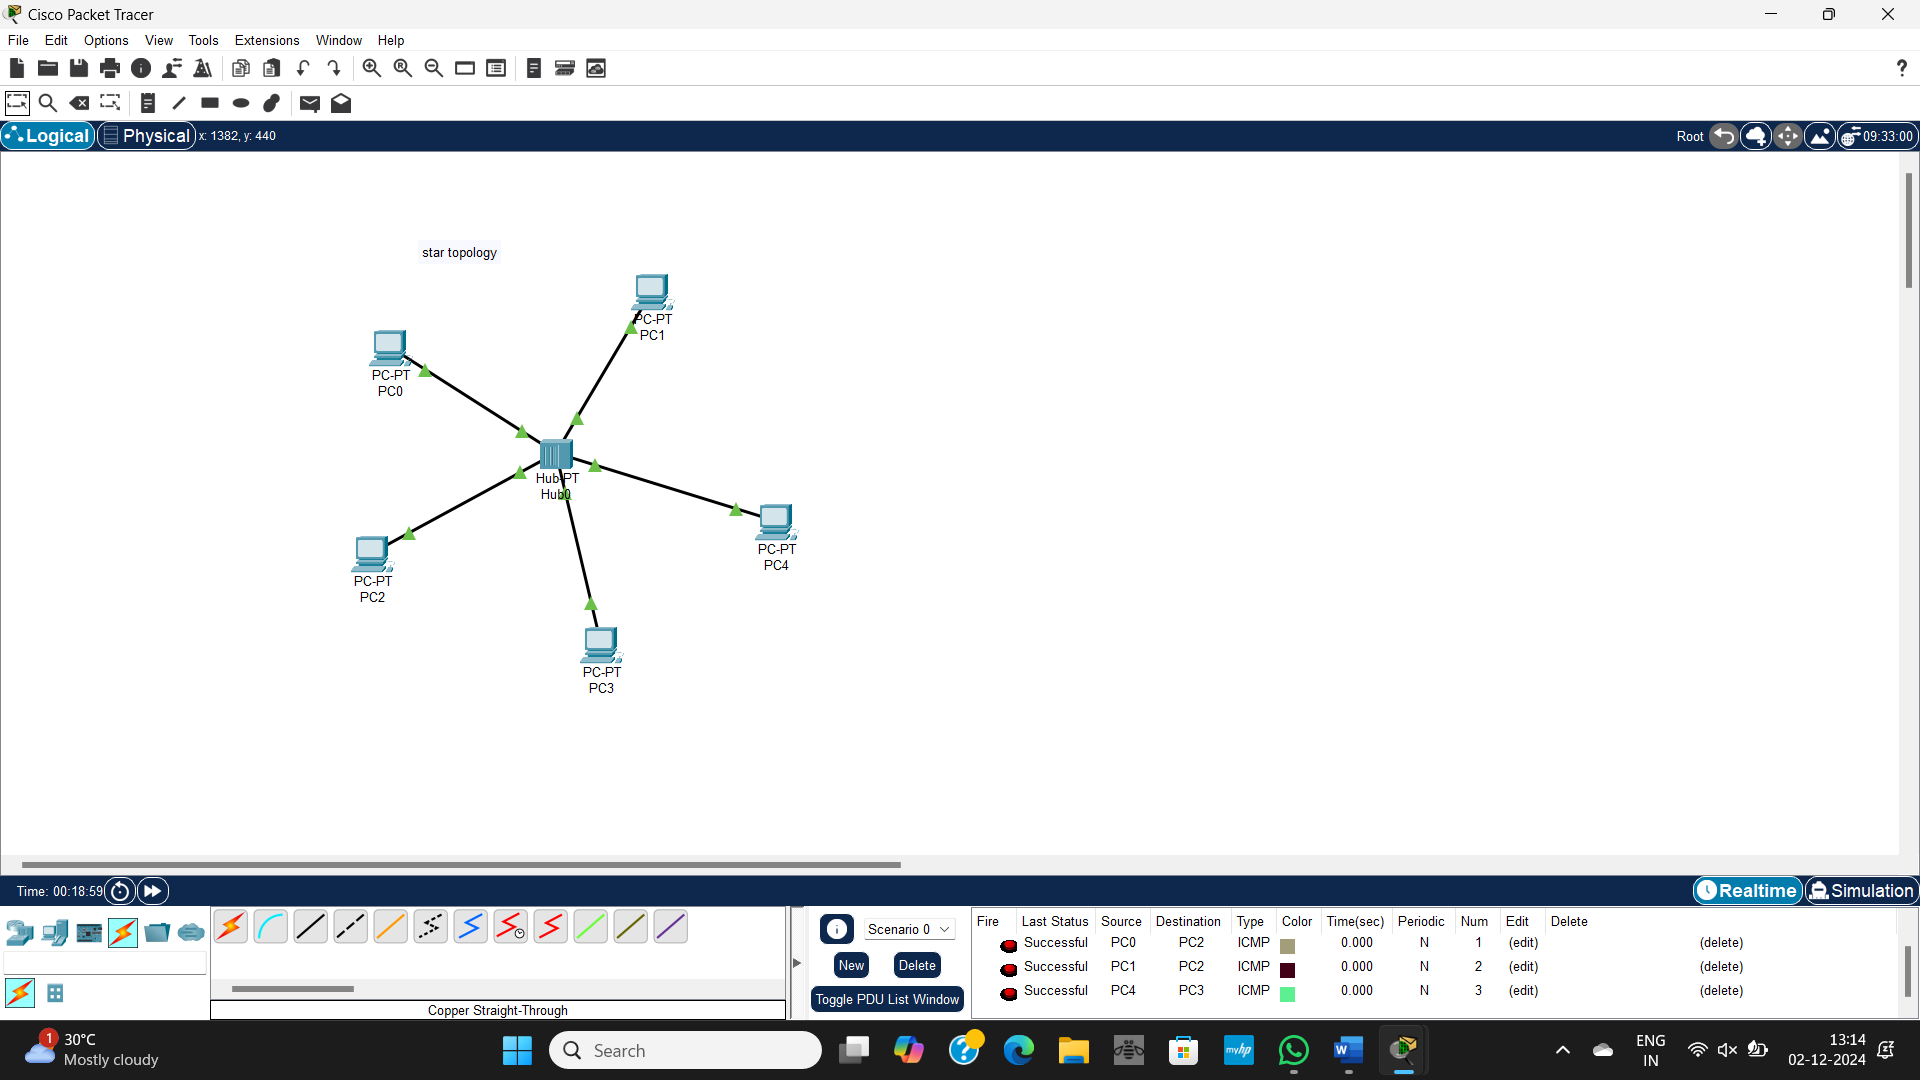 Cisco Packet Tracer
File Edit Options View Tools Extensions Window Help
?
Logical Physical x: 1382, y: 440 Root 09:33:00
star topology
PC-PT
PC1
PC-PT
PC0
Hub-PT
Hub0
PC-PT
PC4
PC-PT
PC2
PC-PT
PC3
Time: 00:18:59 Realtime Simulation
Scenario 0
New Delete
Toggle PDU List Window
Copper Straight-Through
Fire Last Status Source Destination Type Color Time(sec) Periodic Num Edit Delete
Successful PC0 PC2 ICMP 0.000 N 1 (edit) (delete)
Successful PC1 PC2 ICMP 0.000 N 2 (edit) (delete)
Successful PC4 PC3 ICMP 0.000 N 3 (edit) (delete)
1
30°C
Mostly cloudy
Search
?
myhp
W
ENG
IN
13:14
02-12-2024